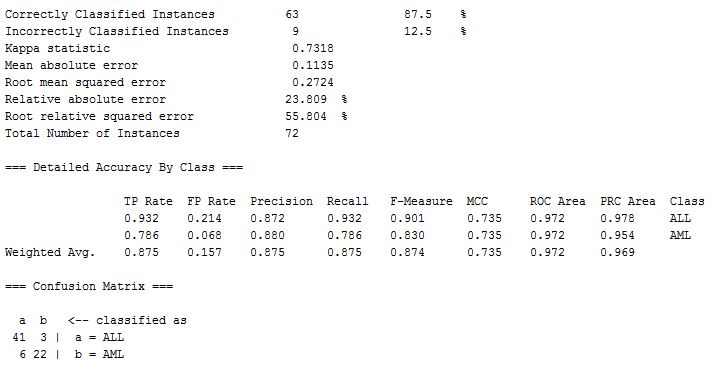 Correctly Classified Instances 63 87.5 %
Incorrectly Classified Instances 9 12.5 %
Kappa statistic 0.7318
Mean absolute error 0.1135
Root mean squared error 0.2724
Relative absolute error 23.809 %
Root relative squared error 55.804 %
Total Number of Instances 72
=== Detailed Accuracy By Class ===
TP Rate FP Rate Precision Recall F-Measure MCC ROC Area PRC Area Class
0.932 0.214 0.872 0.932 0.901 0.735 0.972 0.978 ALL
0.786 0.068 0.880 0.786 0.830 0.735 0.972 0.954 AML
Weighted Avg. 0.875 0.157 0.875 0.875 0.874 0.735 0.972 0.969
=== Confusion Matrix ===
a b <-- classified as
41 3 | a = ALL
6 22 | b = AML